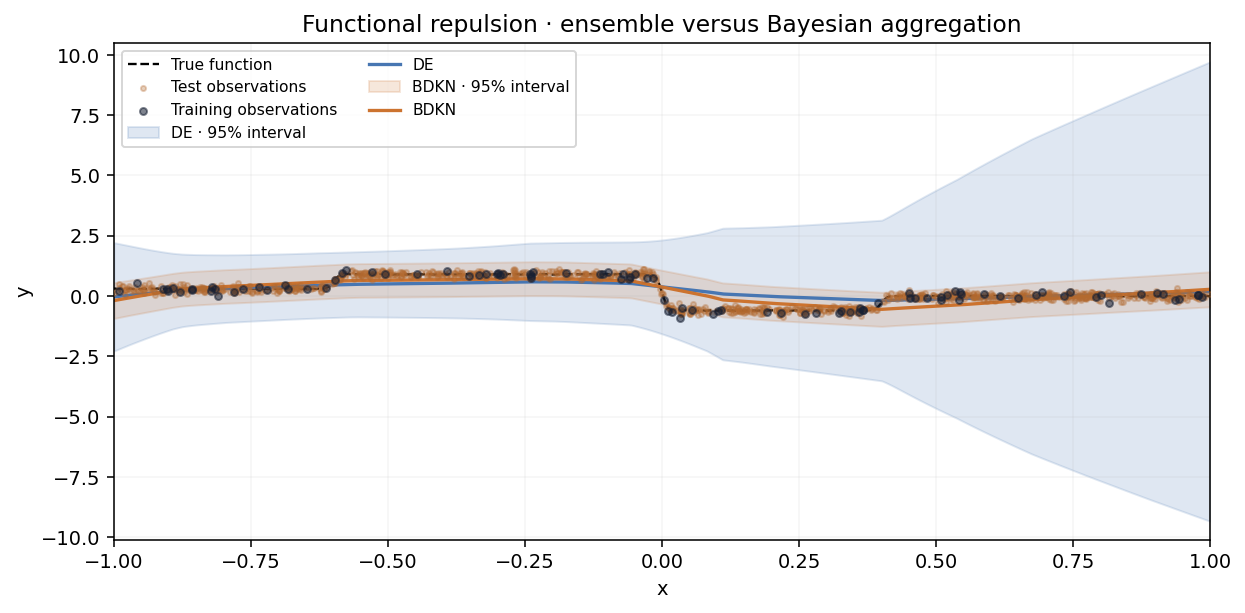 Functional repulsion · ensemble versus Bayesian aggregation
True function
Test observations
Training observations
DE · 95% interval
DE
BDKN · 95% interval
BDKN
10.0
7.5
5.0
2.5
0.0
−2.5
−5.0
−7.5
−10.0
y
−1.00 −0.75 −0.50 −0.25 0.00 0.25 0.50 0.75 1.00
x